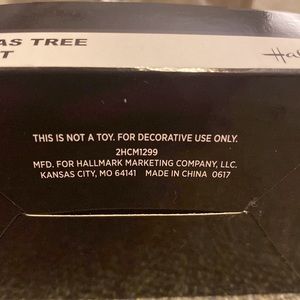 AS TREE
T
THIS IS NOT A TOY. FOR DECORATIVE USE ONLY.
2HCM1299
MFD. FOR HALLMARK MARKETING COMPANY, LLC.
KANSAS CITY, MO 64141 MADE IN CHINA 0617